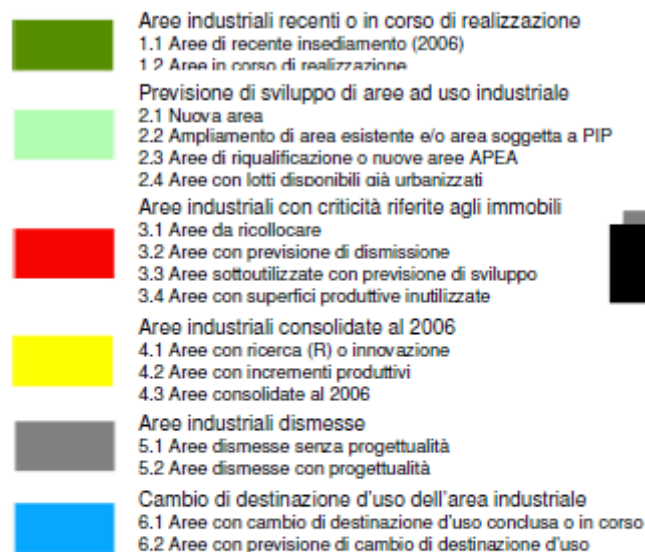 Aree industriali recenti o in corso di realizzazione
1.1 Aree di recente insediamento (2006)
1.2 Aree in corso di realizzazione
Previsione di sviluppo di aree ad uso industriale
2.1 Nuova area
2.2 Ampliamento di area esistente e/o area soggetta a PIP
2.3 Aree di riqualificazione o nuove aree APEA
2.4 Aree con lotti disponibili già urbanizzati
Aree industriali con criticità riferite agli immobili
3.1 Aree da ricollocare
3.2 Aree con previsione di dismissione
3.3 Aree sottoutilizzate con previsione di sviluppo
3.4 Aree con superfici produttive inutilizzate
Aree industriali consolidate al 2006
4.1 Aree con ricerca (R) o innovazione
4.2 Aree con incrementi produttivi
4.3 Aree consolidate al 2006
Aree industriali dismesse
5.1 Aree dismesse senza progettualità
5.2 Aree dismesse con progettualità
Cambio di destinazione d'uso dell'area industriale
6.1 Aree con cambio di destinazione d'uso conclusa o in corso
6.2 Aree con previsione di cambio di destinazione d'uso